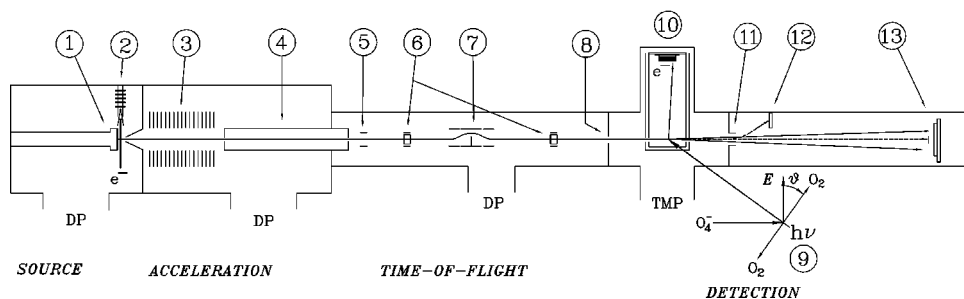 1 2 3 4 5 6 7 8 10 11 12 13
e⁻
e⁻
DP DP DP TMP
E ϑ O₂
O₄⁻
hν
9
O₂
SOURCE ACCELERATION TIME-OF-FLIGHT DETECTION